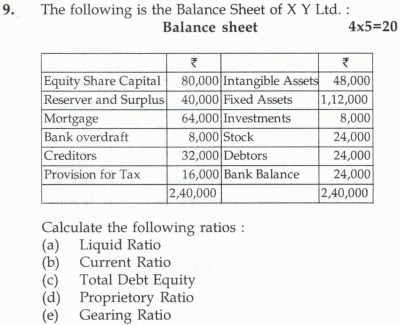 9. The following is the Balance Sheet of X Y Ltd. :
Balance sheet 4x5=20
₹ ₹
Equity Share Capital 80,000 Intangible Assets 48,000
Reserver and Surplus 40,000 Fixed Assets 1,12,000
Mortgage 64,000 Investments 8,000
Bank overdraft 8,000 Stock 24,000
Creditors 32,000 Debtors 24,000
Provision for Tax 16,000 Bank Balance 24,000
2,40,000 2,40,000
Calculate the following ratios :
(a) Liquid Ratio
(b) Current Ratio
(c) Total Debt Equity
(d) Proprietory Ratio
(e) Gearing Ratio